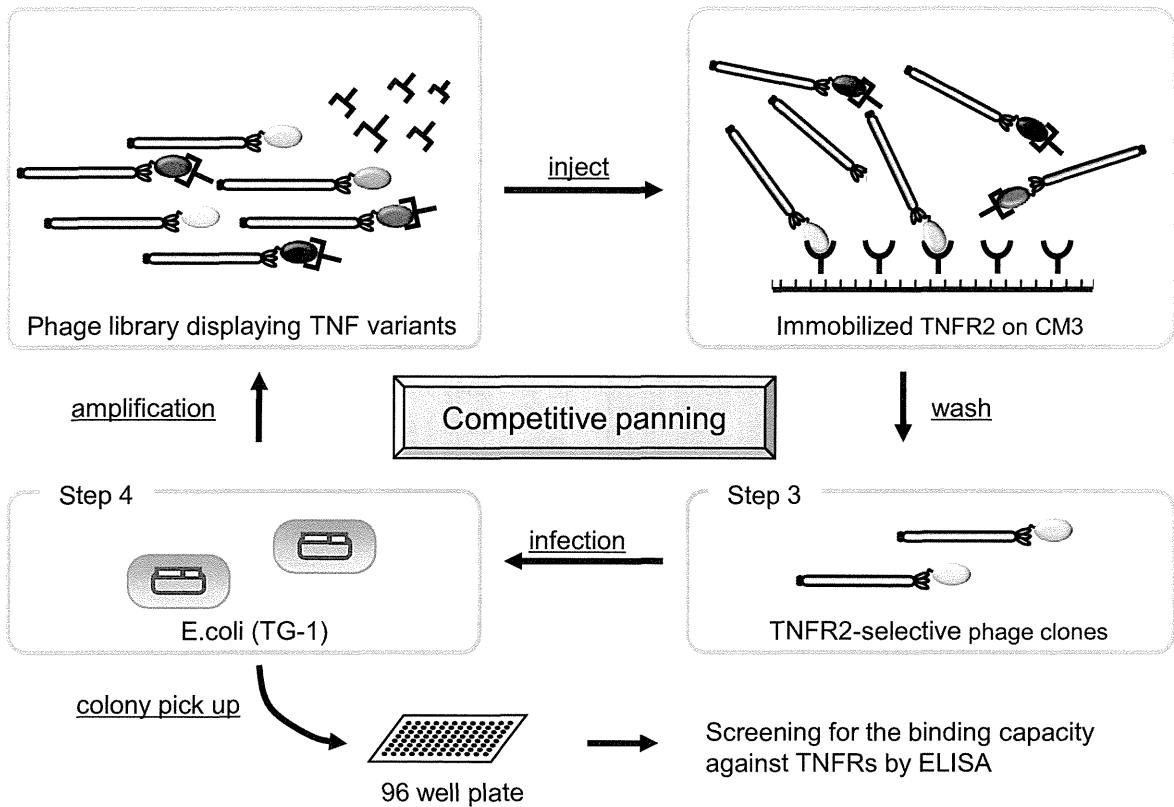 inject
Phage library displaying TNF variants
Immobilized TNFR2 on CM3
amplification
Competitive panning
wash
Step 4
Step 3
infection
E.coli (TG-1)
TNFR2-selective phage clones
colony pick up
96 well plate
Screening for the binding capacity
against TNFRs by ELISA